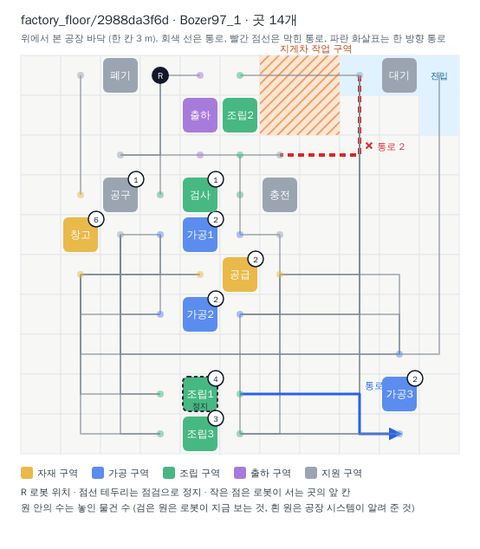 factory_floor/2988da3f6d · Bozer97_1 · 곳 14개
위에서 본 공장 바닥 (한 칸 3 m). 회색 선은 통로, 빨간 점선은 막힌 통로, 파란 화살표는 한 방향 통로
지게차 작업 구역
폐기
R
대기
진입
출하
조립2
✖ 통로 2
공구
1
검사
1
충전
창고
6
가공1
2
공급
2
가공2
2
조립1
4
정지
통로
가공3
2
조립3
3
자재 구역
가공 구역
조립 구역
출하 구역
지원 구역
R 로봇 위치 · 점선 테두리는 점검으로 정지 · 작은 점은 로봇이 서는 곳의 앞 칸
원 안의 수는 놓인 물건 수 (검은 원은 로봇이 지금 보는 것, 흰 원은 공장 시스템이 알려 준 것)